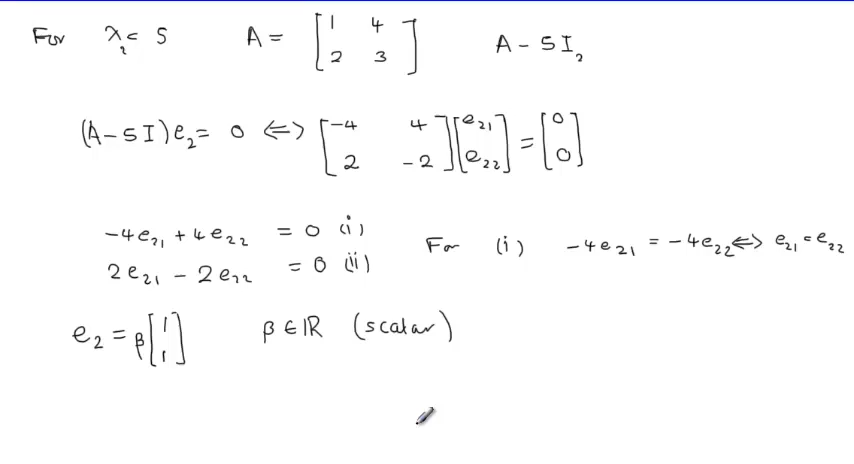 For λ₂ = 5 A = [1 4; 2 3] A - 5I₂
(A - 5I)e₂ = 0 ⇔ [-4 4; 2 -2][e₂₁; e₂₂] = [0; 0]
-4e₂₁ + 4e₂₂ = 0 (i) For (i) -4e₂₁ = -4e₂₂ ⇔ e₂₁ = e₂₂
2e₂₁ - 2e₂₂ = 0 (ii)
e₂ = β[1; 1] β ∈ ℝ (scalar)